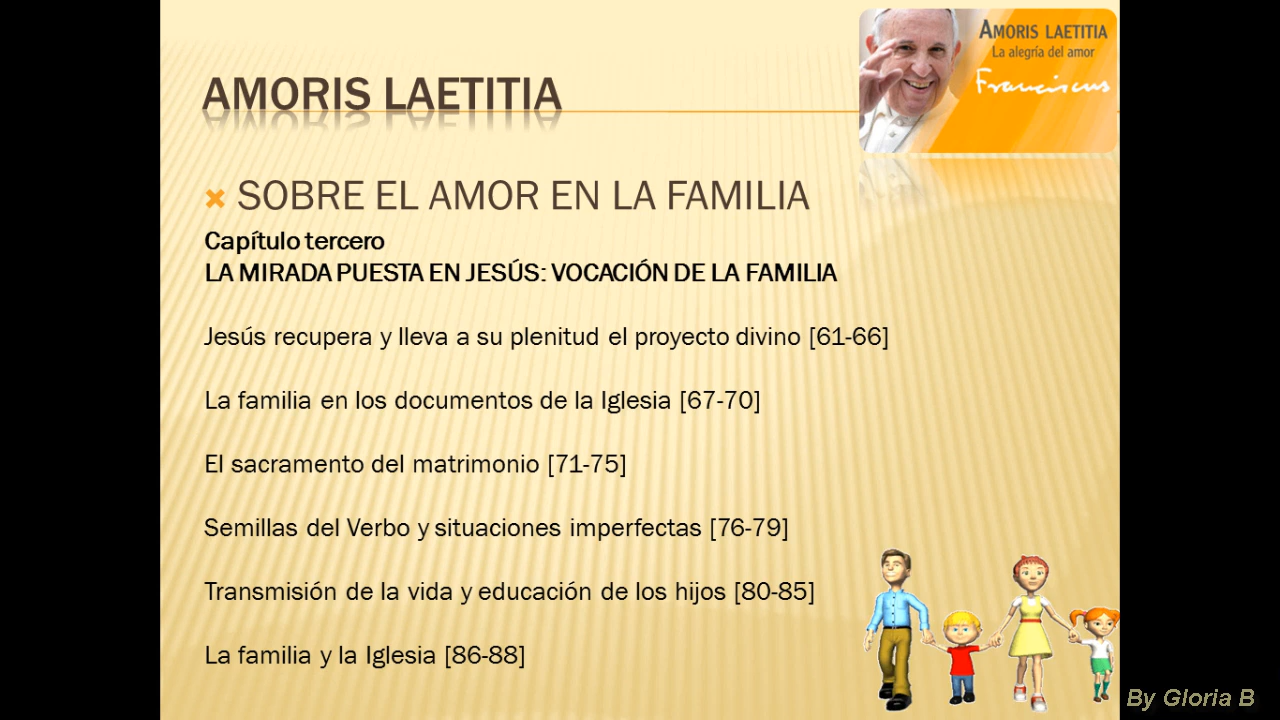 AMORIS LAETITIA
AMORIS LAETITIA
La alegría del amor
Franciscus
SOBRE EL AMOR EN LA FAMILIA
Capítulo tercero
LA MIRADA PUESTA EN JESÚS: VOCACIÓN DE LA FAMILIA
Jesús recupera y lleva a su plenitud el proyecto divino [61-66]
La familia en los documentos de la Iglesia [67-70]
El sacramento del matrimonio [71-75]
Semillas del Verbo y situaciones imperfectas [76-79]
Transmisión de la vida y educación de los hijos [80-85]
La familia y la Iglesia [86-88]
By Gloria B